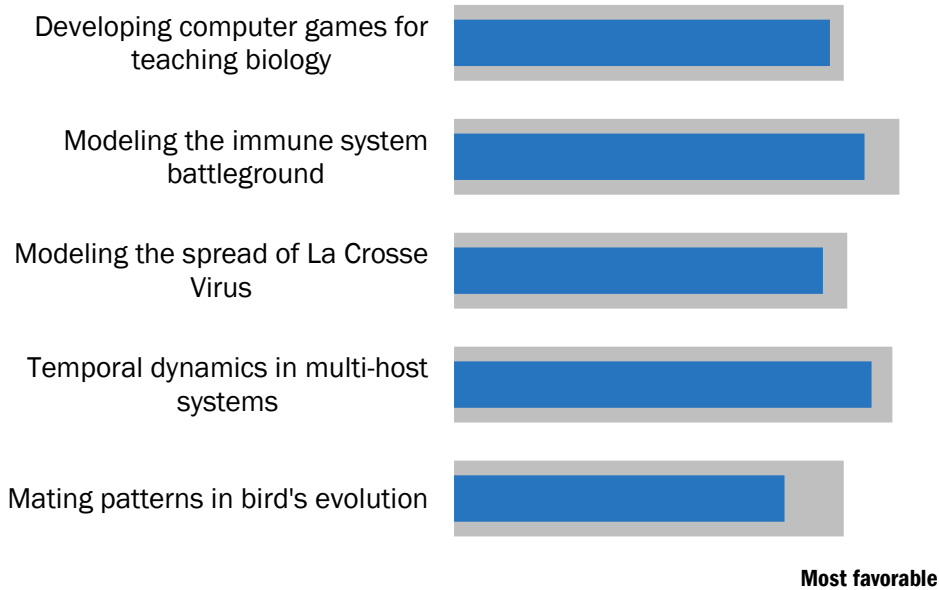 Developing computer games for
teaching biology
Modeling the immune system
battleground
Modeling the spread of La Crosse
Virus
Temporal dynamics in multi-host
systems
Mating patterns in bird's evolution
Most favorable